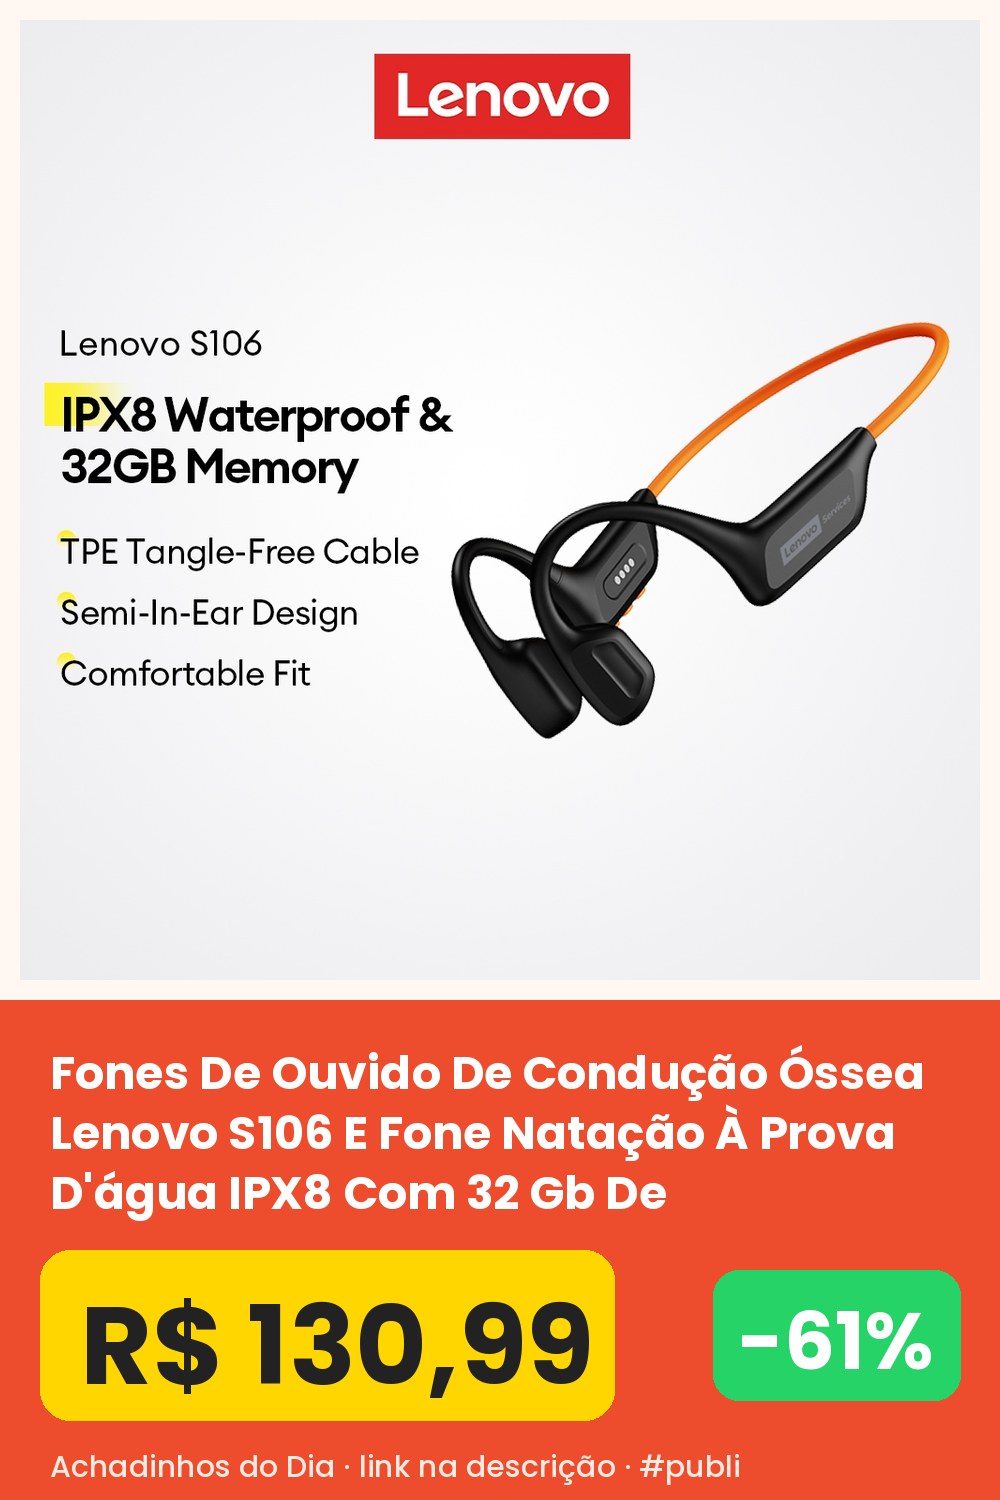 Lenovo
Lenovo S106
IPX8 Waterproof &
32GB Memory
TPE Tangle-Free Cable
Semi-In-Ear Design
Comfortable Fit
Lenovo Services
Fones De Ouvido De Condução Óssea
Lenovo S106 E Fone Natação À Prova
D'água IPX8 Com 32 Gb De
R$ 130,99
-61%
Achadinhos do Dia · link na descrição · #publi